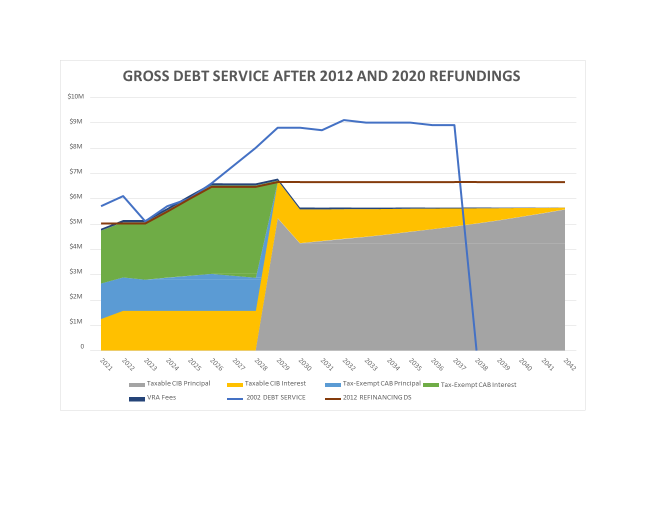 GROSS DEBT SERVICE AFTER 2012 AND 2020 REFUNDINGS
$10M
$9M
$8M
$7M
$6M
$5M
$4M
$3M
$2M
$1M
0
2021 2022 2023 2024 2025 2026 2027 2028 2029 2030 2031 2032 2033 2034 2035 2036 2037 2038 2039 2040 2041 2042
Taxable CIB Principal Taxable CIB Interest Tax-Exempt CAB Principal Tax-Exempt CAB Interest
VRA Fees 2002 DEBT SERVICE 2012 REFINANCING DS